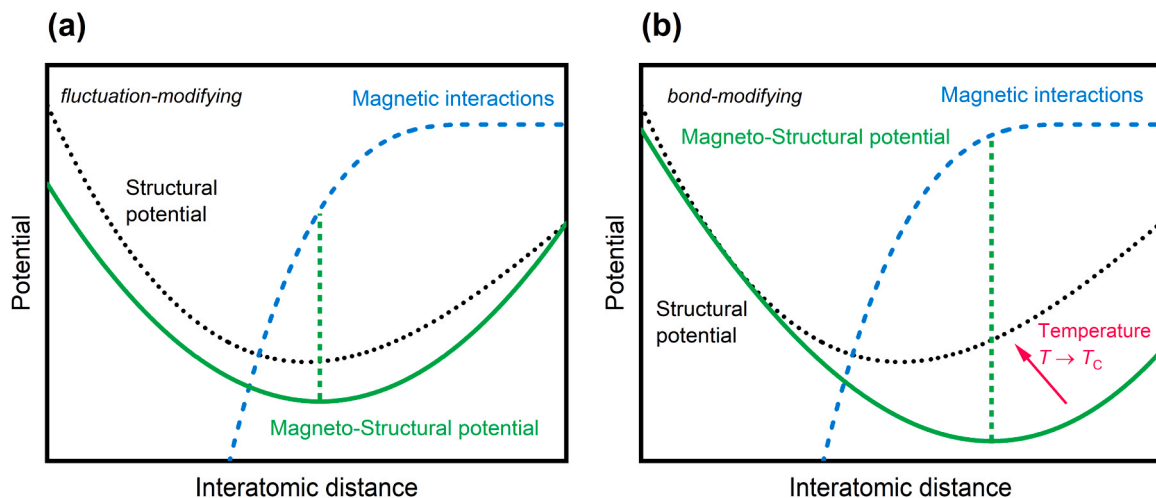 (a)
fluctuation-modifying
Magnetic interactions
Structural
potential
Magneto-Structural potential
Potential
Interatomic distance
(b)
bond-modifying
Magnetic interactions
Magneto-Structural potential
Structural
potential
Temperature
T → T_C
Potential
Interatomic distance